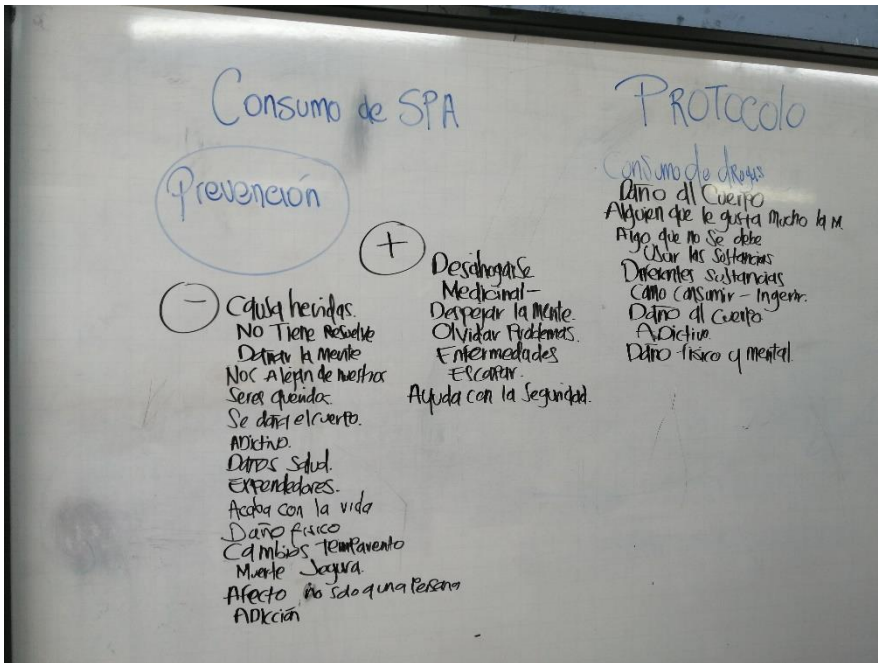 Consumo de SPA
Prevención
-
Causa heridas.
No Tiene Resuelve
Dañar la mente
Nos Alejan de nuestros
Seres querida.
Se daña el cuerpo.
Adictivo.
Daños Salud.
Expendedores.
Acaba con la vida
Daño fisico
Cambios
Muerte Segura.
Afecto no solo a una Persona
Adicción
+
Desahogarse
Medicinal-
Despejar la mente.
Olvidar Problemas.
Enfermedades
Escapar.
Ayuda con la Seguridad.
PROTOCOLO
Consumo de drogas
Daño al Cuerpo
Alguien que le gusta Mucho la M.
Algo que no Se debe
Usar las Sustancias
Diferentes sustancias
Como Consumir - Ingerir.
Daño al Cuerpo
Adictivo.
Daño fisico y mental.